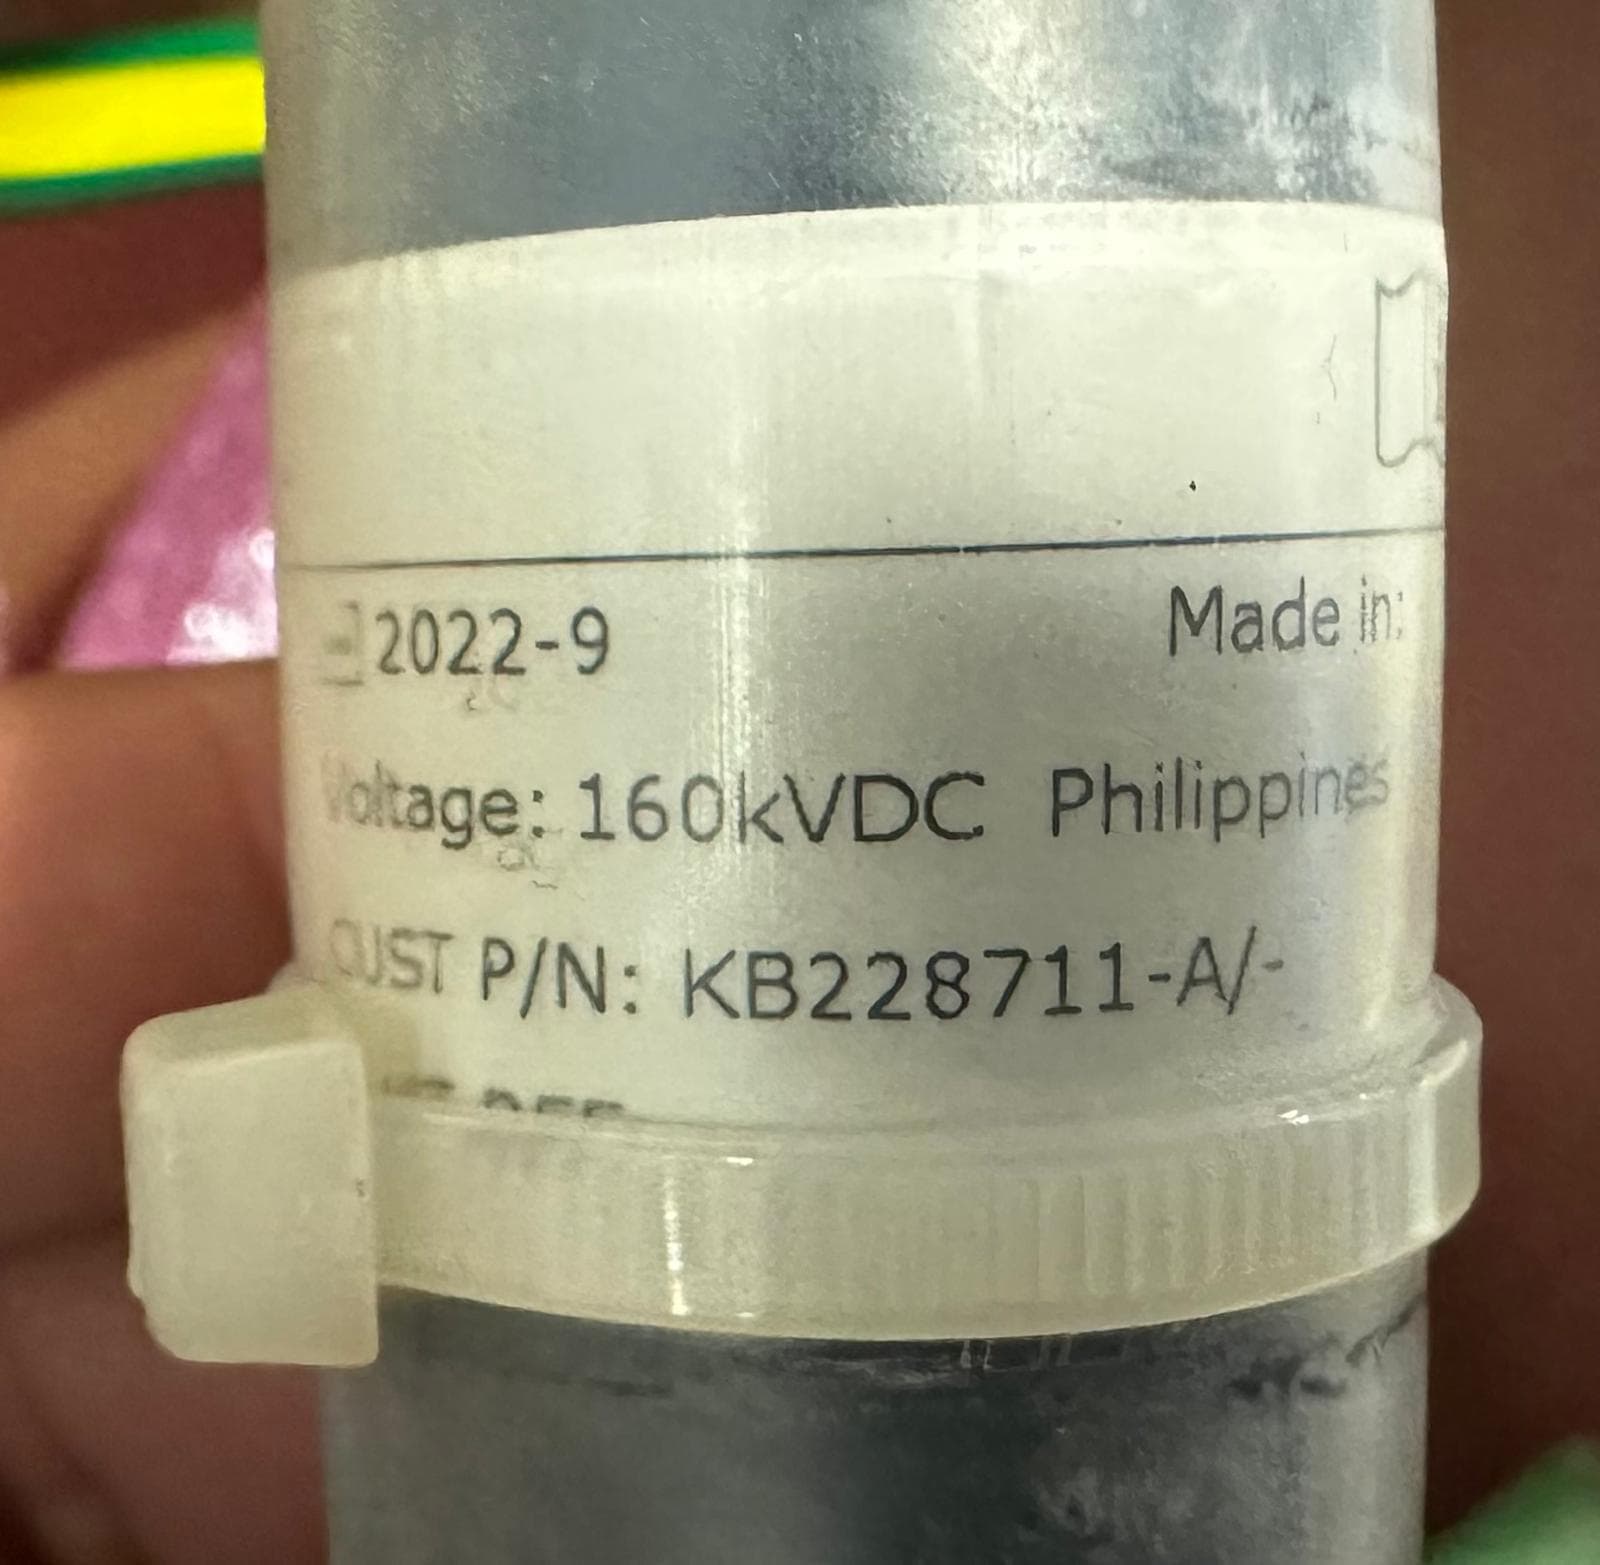 2022-9
Made in:
Voltage: 160kVDC Philippines
CUST P/N: KB228711-A/-